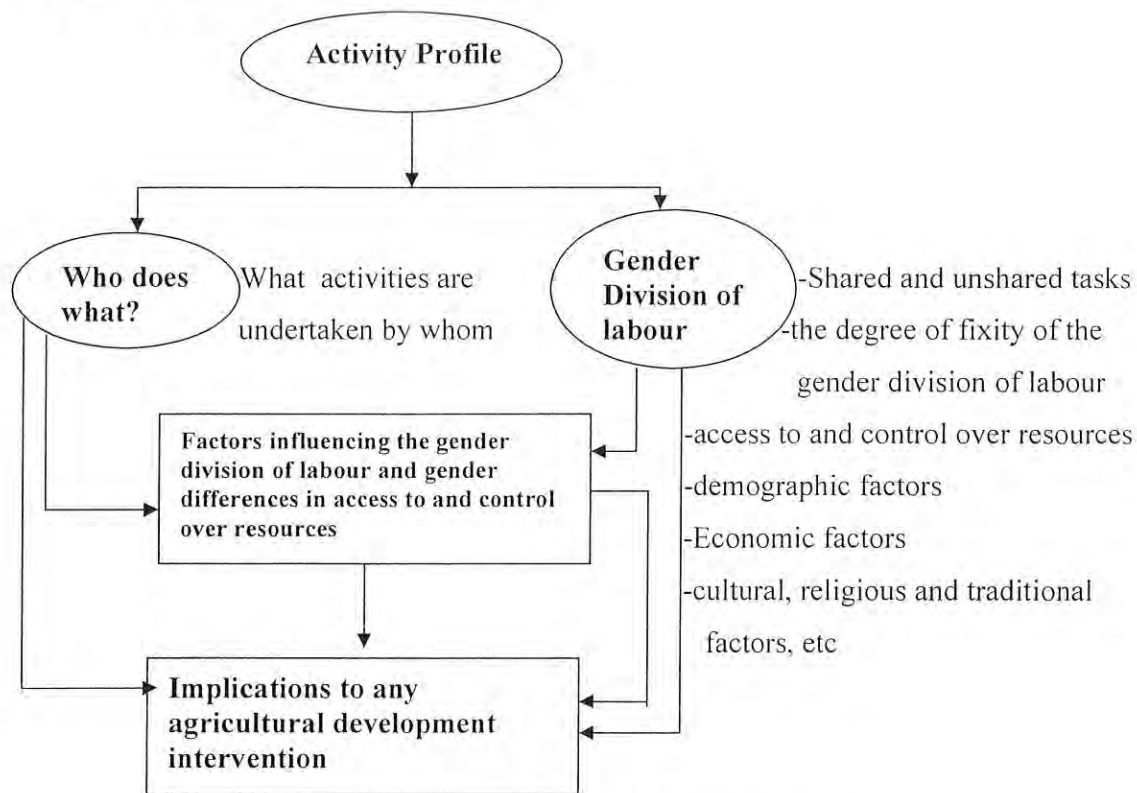 Activity Profile
Who does
what?
What activities are
undertaken by whom
Gender
Division of
labour
-Shared and unshared tasks
-the degree of fixity of the
gender division of labour
-access to and control over resources
-demographic factors
-Economic factors
-cultural, religious and traditional
factors, etc
Factors influencing the gender
division of labour and gender
differences in access to and control
over resources
Implications to any
agricultural development
intervention